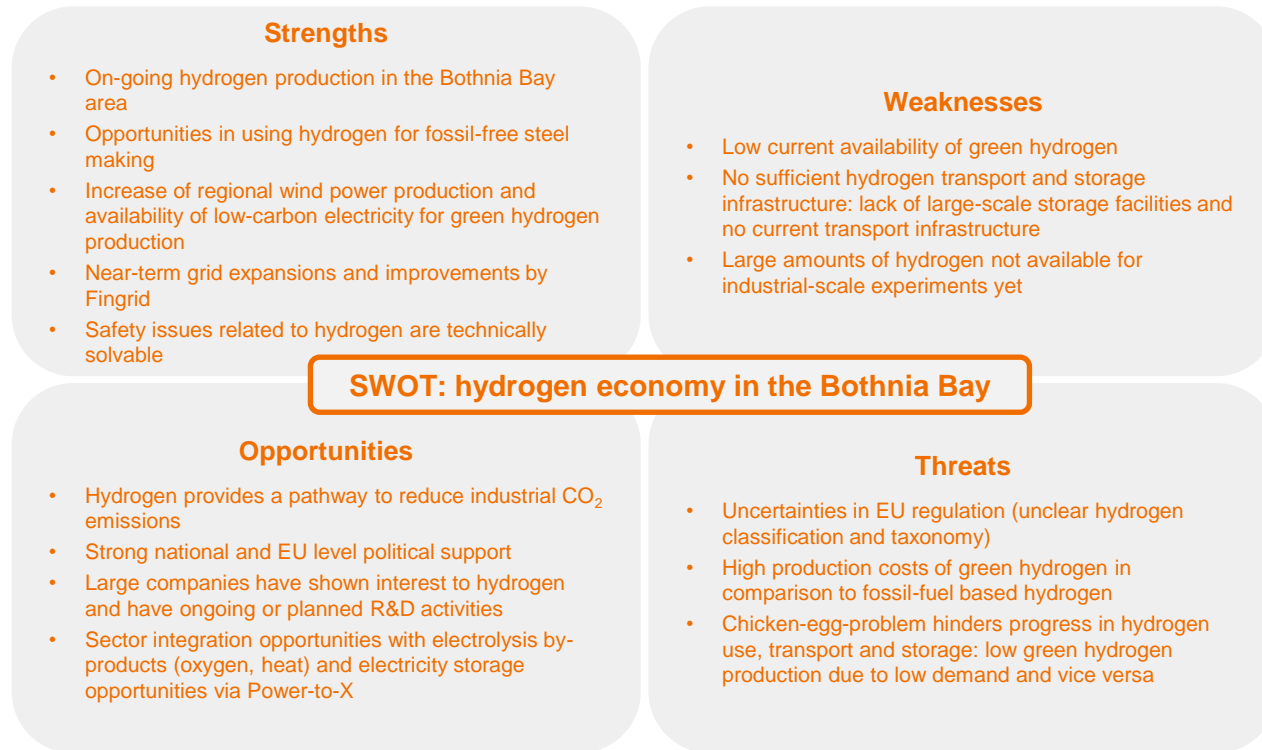 Strengths
• On-going hydrogen production in the Bothnia Bay
area
• Opportunities in using hydrogen for fossil-free steel
making
• Increase of regional wind power production and
availability of low-carbon electricity for green hydrogen
production
• Near-term grid expansions and improvements by
Fingrid
• Safety issues related to hydrogen are technically
solvable
Weaknesses
• Low current availability of green hydrogen
• No sufficient hydrogen transport and storage
infrastructure: lack of large-scale storage facilities and
no current transport infrastructure
• Large amounts of hydrogen not available for
industrial-scale experiments yet
SWOT: hydrogen economy in the Bothnia Bay
Opportunities
• Hydrogen provides a pathway to reduce industrial CO₂
emissions
• Strong national and EU level political support
• Large companies have shown interest to hydrogen
and have ongoing or planned R&D activities
• Sector integration opportunities with electrolysis by-
products (oxygen, heat) and electricity storage
opportunities via Power-to-X
Threats
• Uncertainties in EU regulation (unclear hydrogen
classification and taxonomy)
• High production costs of green hydrogen in
comparison to fossil-fuel based hydrogen
• Chicken-egg-problem hinders progress in hydrogen
use, transport and storage: low green hydrogen
production due to low demand and vice versa